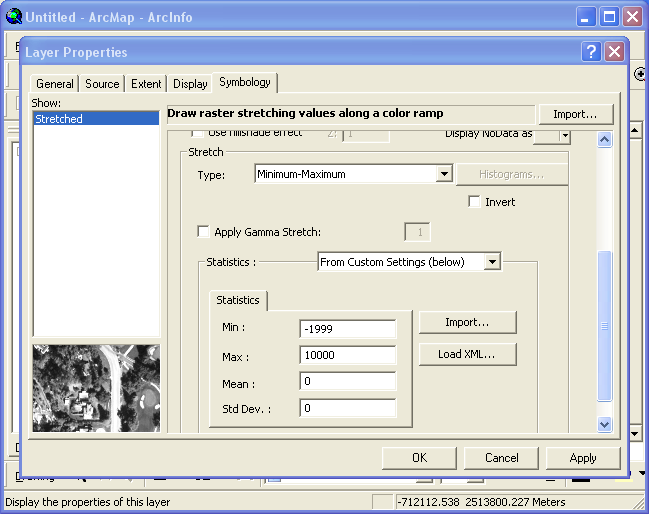 Untitled - ArcMap - ArcInfo
Layer Properties
General Source Extent Display Symbology
Show:
Stretched
Draw raster stretching values along a color ramp
Import...
Use hillshade effect Z: 1 Display NoData as
Stretch
Type: Minimum-Maximum Histograms...
Invert
Apply Gamma Stretch: 1
Statistics : From Custom Settings (below)
Statistics
Min : -1999 Import...
Max : 10000 Load XML...
Mean : 0
Std Dev. : 0
OK Cancel Apply
Display the properties of this layer -712112.538 2513800.227 Meters